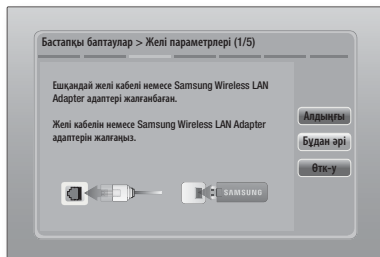 Бастапқы баптаулар > Желі параметрлері (1/5)
Ешқандай желі кабелі немесе Samsung Wireless LAN
Adapter адаптері жалғанбаған.
Желі кабелін немесе Samsung Wireless LAN Adapter
адаптерін жалғаңыз.
Алдыңғы
Бұдан әрі
Өтк-у
SAMSUNG